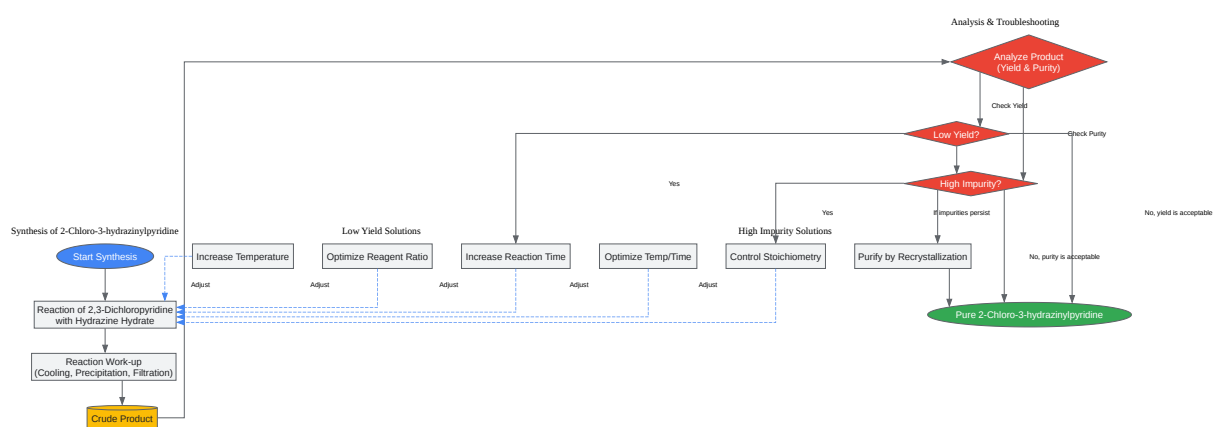 Analysis & Troubleshooting
Analyze Product
(Yield & Purity)
Check Yield
Low Yield?
Check Purity
High Impurity?
Yes
Yes
If impurities persist
No, yield is acceptable
Synthesis of 2-Chloro-3-hydrazinylpyridine
Low Yield Solutions
High Impurity Solutions
Start Synthesis
Increase Temperature
Optimize Reagent Ratio
Increase Reaction Time
Optimize Temp/Time
Control Stoichiometry
Purify by Recrystallization
No, purity is acceptable
Adjust
Adjust
Adjust
Adjust
Adjust
Reaction of 2,3-Dichloropyridine
with Hydrazine Hydrate
Pure 2-Chloro-3-hydrazinylpyridine
Reaction Work-up
(Cooling, Precipitation, Filtration)
Crude Product